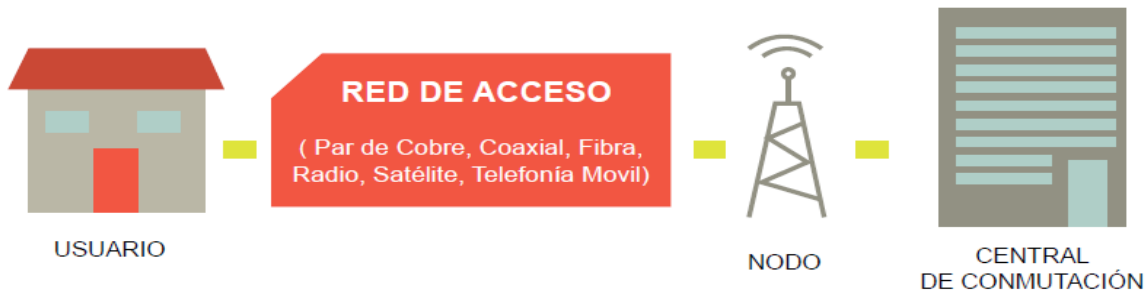 RED DE ACCESO
( Par de Cobre, Coaxial, Fibra,
Radio, Satélite, Telefonía Movil)
USUARIO
NODO
CENTRAL
DE CONMUTACIÓN